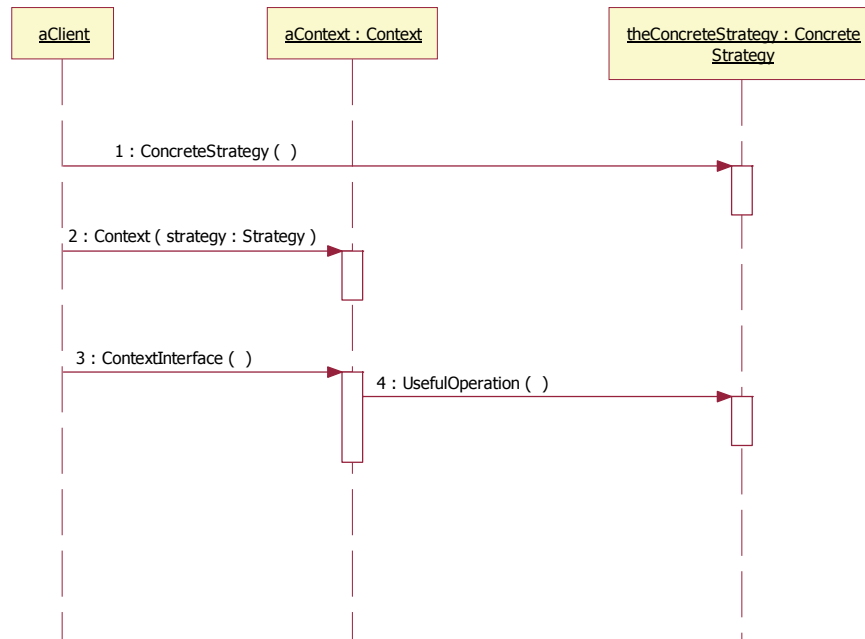 aClient
aContext : Context
theConcreteStrategy : Concrete
Strategy
1 : ConcreteStrategy ( )
2 : Context ( strategy : Strategy )
3 : ContextInterface ( )
4 : UsefulOperation ( )